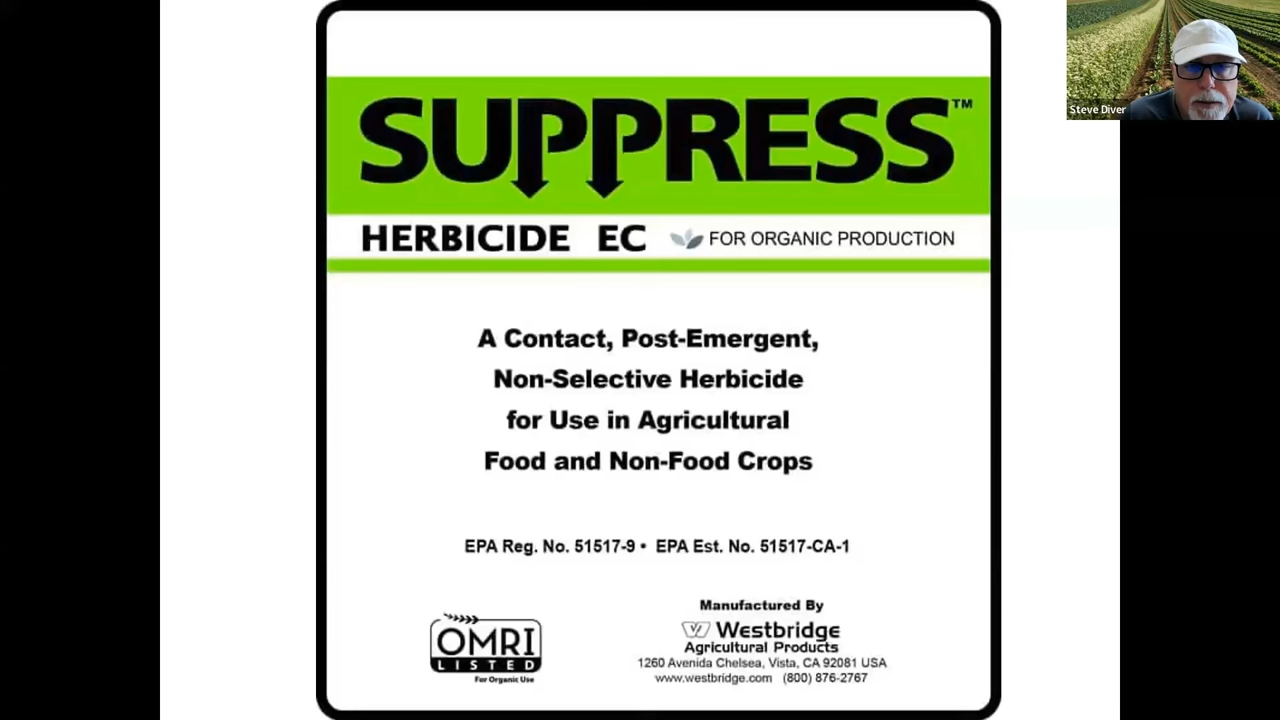 SUPPRESS™
HERBICIDE EC FOR ORGANIC PRODUCTION
A Contact, Post-Emergent,
Non-Selective Herbicide
for Use in Agricultural
Food and Non-Food Crops
EPA Reg. No. 51517-9 • EPA Est. No. 51517-CA-1
OMRI
LISTED
For Organic Use
Manufactured By
Westbridge
Agricultural Products
1260 Avenida Chelsea, Vista, CA 92081 USA
www.westbridge.com (800) 876-2767
Steve Diver